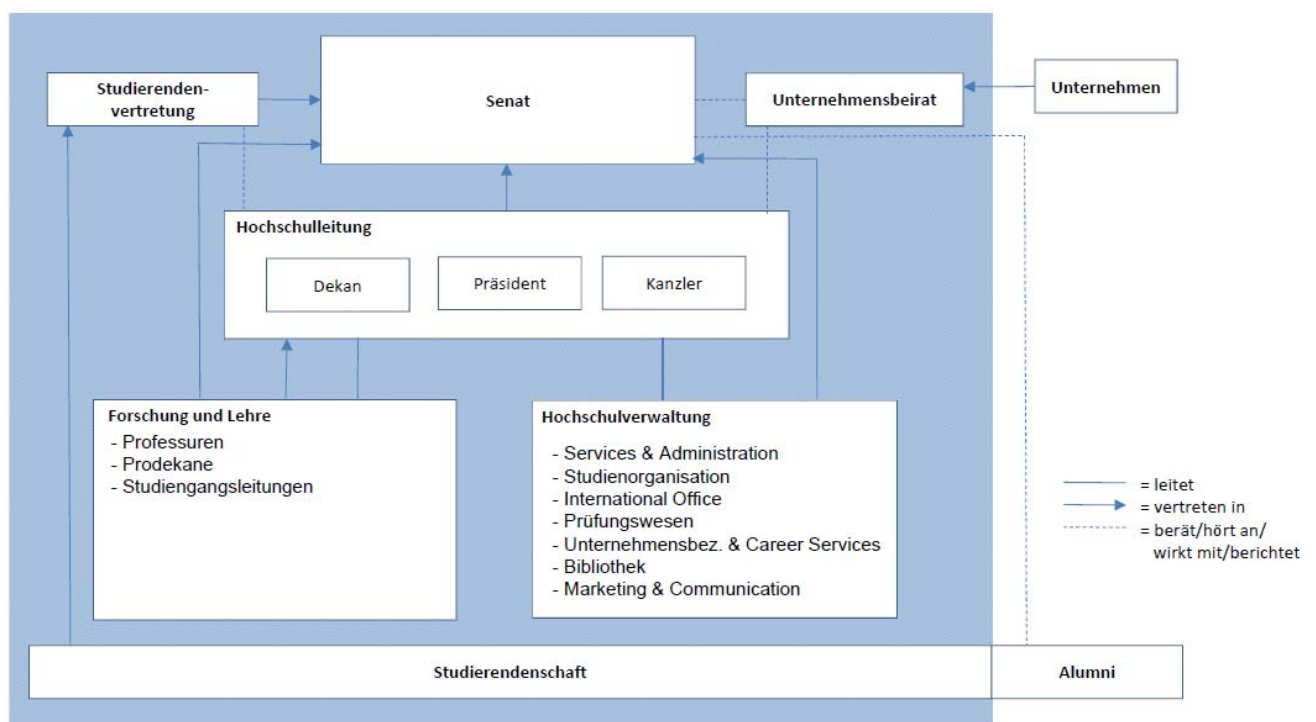 Studierenden-
vertretung
Senat
Unternehmensbeirat
Unternehmen
Hochschulleitung
Dekan
Präsident
Kanzler
Forschung und Lehre
- Professuren
- Prodekane
- Studiengangsleitungen
Hochschulverwaltung
- Services & Administration
- Studienorganisation
- International Office
- Prüfungswesen
- Unternehmensbez. & Career Services
- Bibliothek
- Marketing & Communication
= leitet
= vertreten in
= berät/hört an/
wirkt mit/berichtet
Studierendenschaft
Alumni